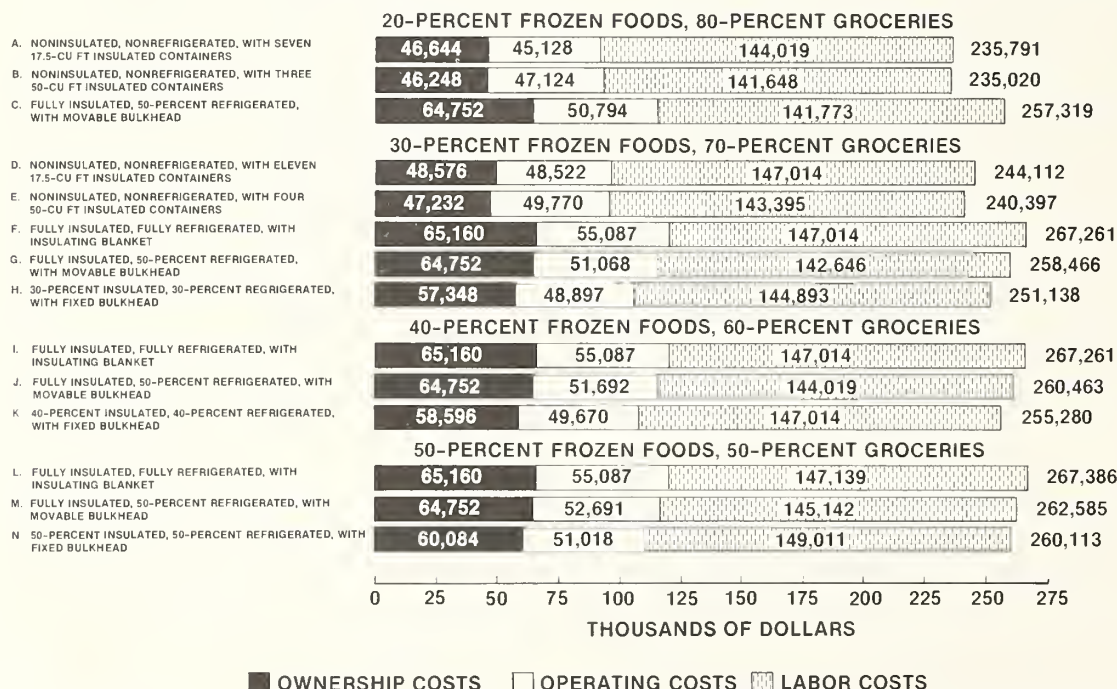 20-PERCENT FROZEN FOODS, 80-PERCENT GROCERIES
A. NONINSULATED, NONREFRIGERATED, WITH SEVEN
17.5-CU FT INSULATED CONTAINERS
46,644 45,128 144,019 235,791
B. NONINSULATED, NONREFRIGERATED, WITH THREE
50-CU FT INSULATED CONTAINERS
46,248 47,124 141,648 235,020
C. FULLY INSULATED, 50-PERCENT REFRIGERATED,
WITH MOVABLE BULKHEAD
64,752 50,794 141,773 257,319
30-PERCENT FROZEN FOODS, 70-PERCENT GROCERIES
D. NONINSULATED, NONREFRIGERATED, WITH ELEVEN
17.5-CU FT INSULATED CONTAINERS
48,576 48,522 147,014 244,112
E. NONINSULATED, NONREFRIGERATED, WITH FOUR
50-CU FT INSULATED CONTAINERS
47,232 49,770 143,395 240,397
F. FULLY INSULATED, FULLY REFRIGERATED, WITH
INSULATING BLANKET
65,160 55,087 147,014 267,261
G. FULLY INSULATED, 50-PERCENT REFRIGERATED,
WITH MOVABLE BULKHEAD
64,752 51,068 142,646 258,466
H. 30-PERCENT INSULATED, 30-PERCENT REGRIGERATED,
WITH FIXED BULKHEAD
57,348 48,897 144,893 251,138
40-PERCENT FROZEN FOODS, 60-PERCENT GROCERIES
I. FULLY INSULATED, FULLY REFRIGERATED, WITH
INSULATING BLANKET
65,160 55,087 147,014 267,261
J. FULLY INSULATED, 50-PERCENT REFRIGERATED, WITH
MOVABLE BULKHEAD
64,752 51,692 144,019 260,463
K 40-PERCENT INSULATED, 40-PERCENT REFRIGERATED,
WITH FIXED BULKHEAD
58,596 49,670 147,014 255,280
50-PERCENT FROZEN FOODS, 50-PERCENT GROCERIES
L. FULLY INSULATED, FULLY REFRIGERATED, WITH
INSULATING BLANKET
65,160 55,087 147,139 267,386
M. FULLY INSULATED, 50-PERCENT REFRIGERATED, WITH
MOVABLE BULKHEAD
64,752 52,691 145,142 262,585
N 50-PERCENT INSULATED, 50-PERCENT REFRIGERATED, WITH
FIXED BULKHEAD
60,084 51,018 149,011 260,113
0 25 50 75 100 125 150 175 200 225 250 275
THOUSANDS OF DOLLARS
OWNERSHIP COSTS OPERATING COSTS LABOR COSTS